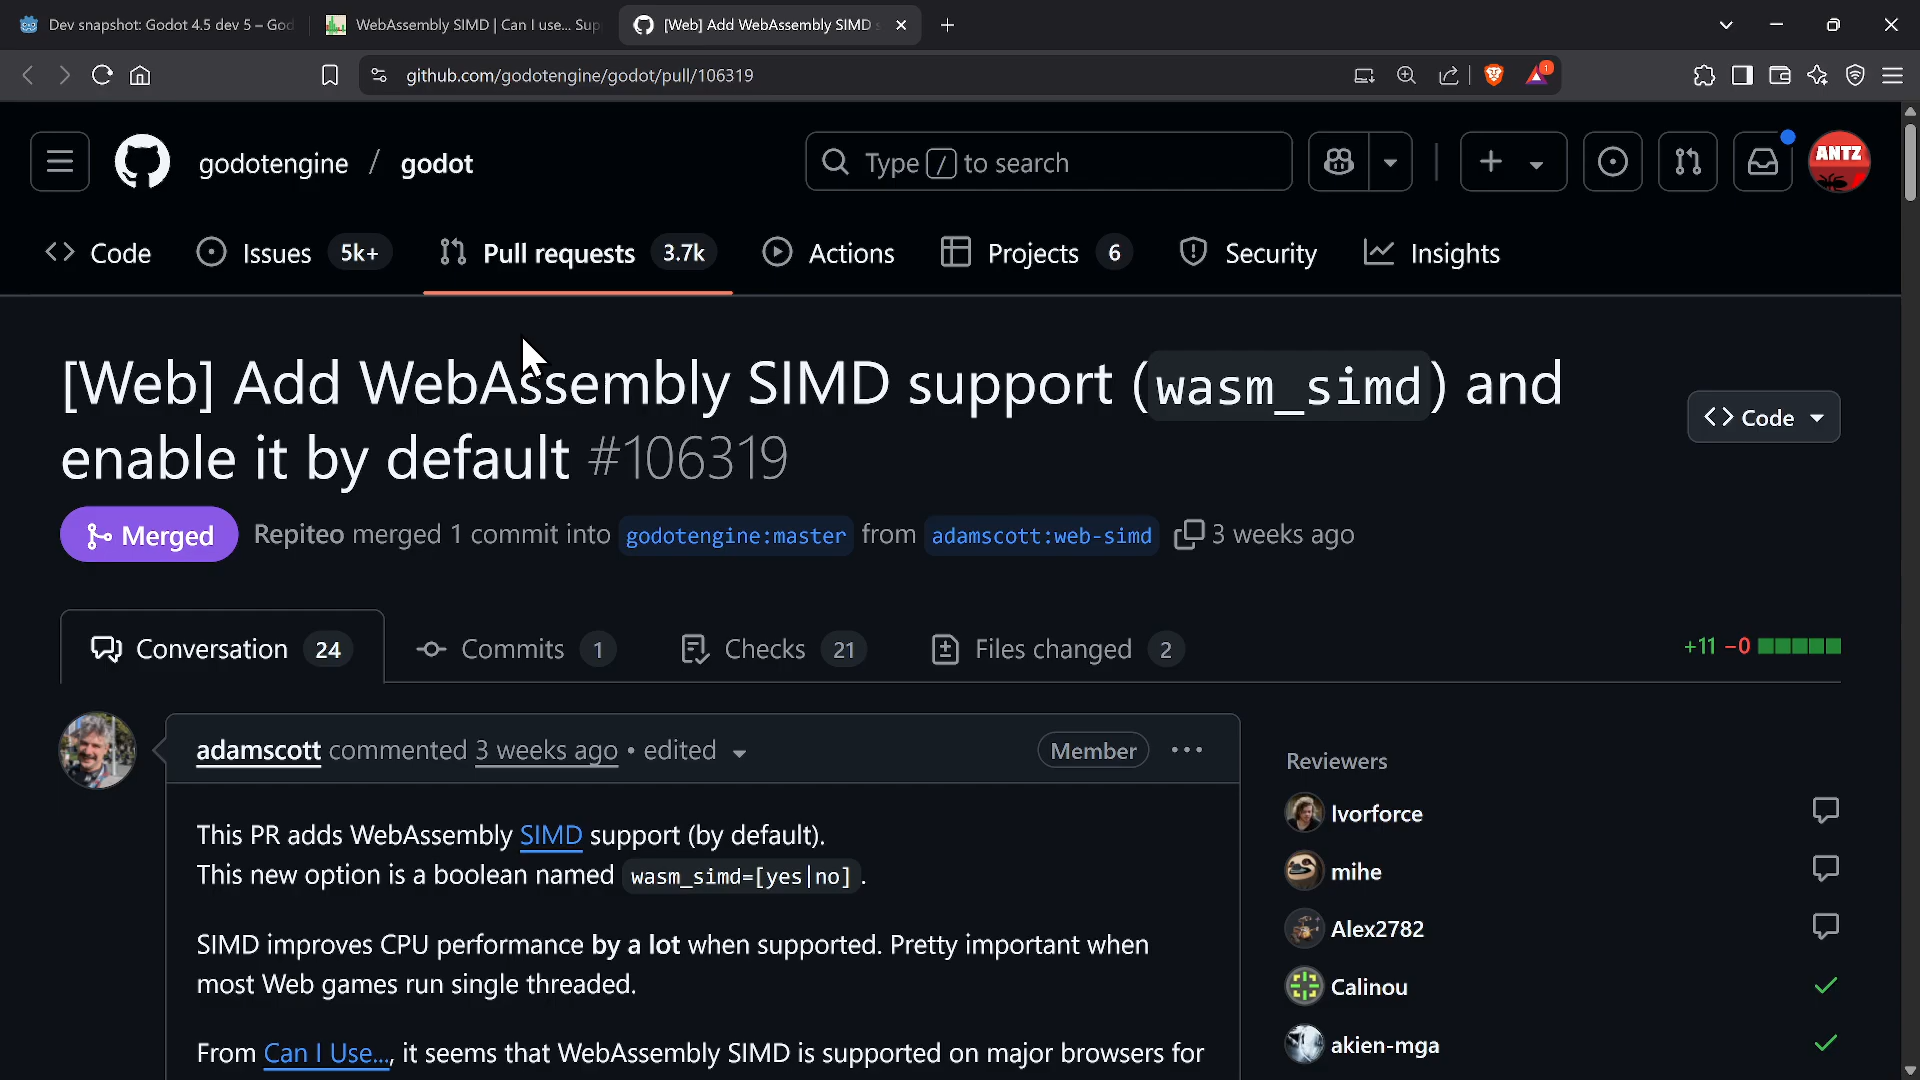 Dev snapshot: Godot 4.5 dev 5 – God
WebAssembly SIMD | Can I use... Sup
[Web] Add WebAssembly SIMD s
github.com/godotengine/godot/pull/106319
1
godotengine / godot
Type / to search
ANTZ
Code
Issues 5k+
Pull requests 3.7k
Actions
Projects 6
Security
Insights
[Web] Add WebAssembly SIMD support (wasm_simd) and
enable it by default #106319
Code
Merged
Repiteo merged 1 commit into godotengine:master from adamscott:web-simd 3 weeks ago
Conversation 24
Commits 1
Checks 21
Files changed 2
+11 −0
adamscott commented 3 weeks ago • edited
Member
This PR adds WebAssembly SIMD support (by default).
This new option is a boolean named wasm_simd=[yes|no].
SIMD improves CPU performance by a lot when supported. Pretty important when
most Web games run single threaded.
From Can I Use..., it seems that WebAssembly SIMD is supported on major browsers for
Reviewers
Ivorforce
mihe
Alex2782
Calinou
akien-mga